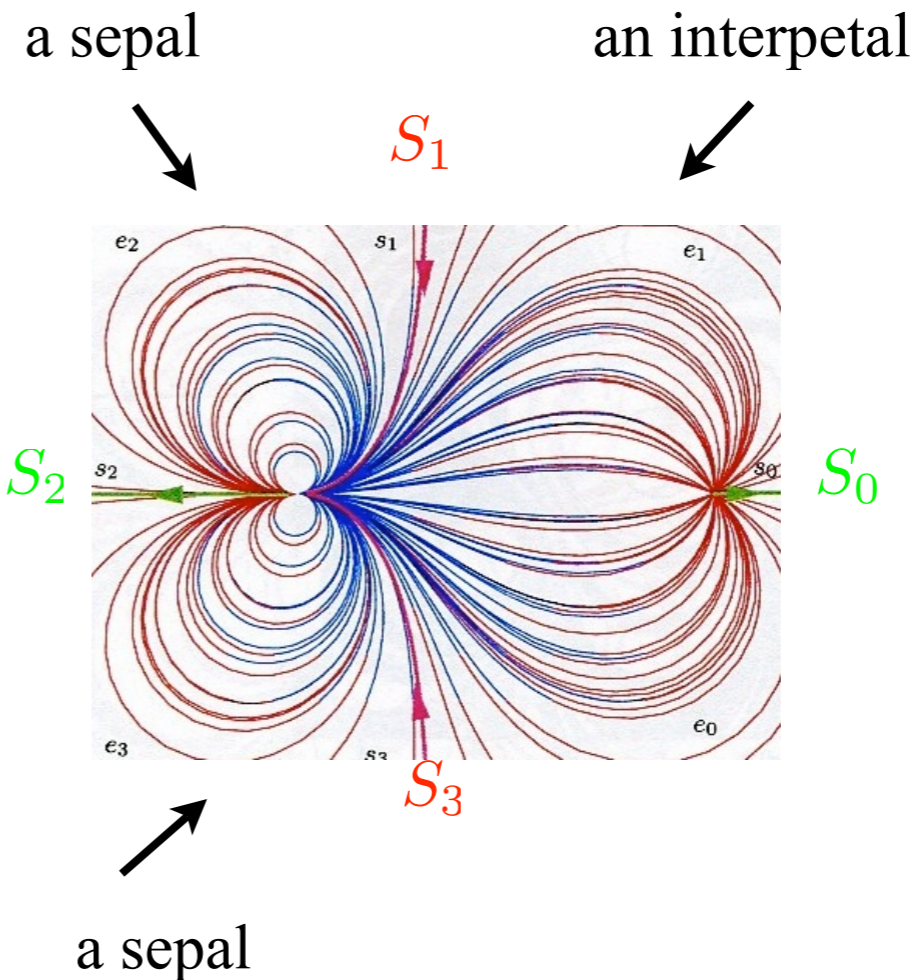 a sepal
an interpetal
S₁
e₂
s₁
e₁
S₂
s₂
s₀
S₀
e₃
s₃
e₀
S₃
a sepal